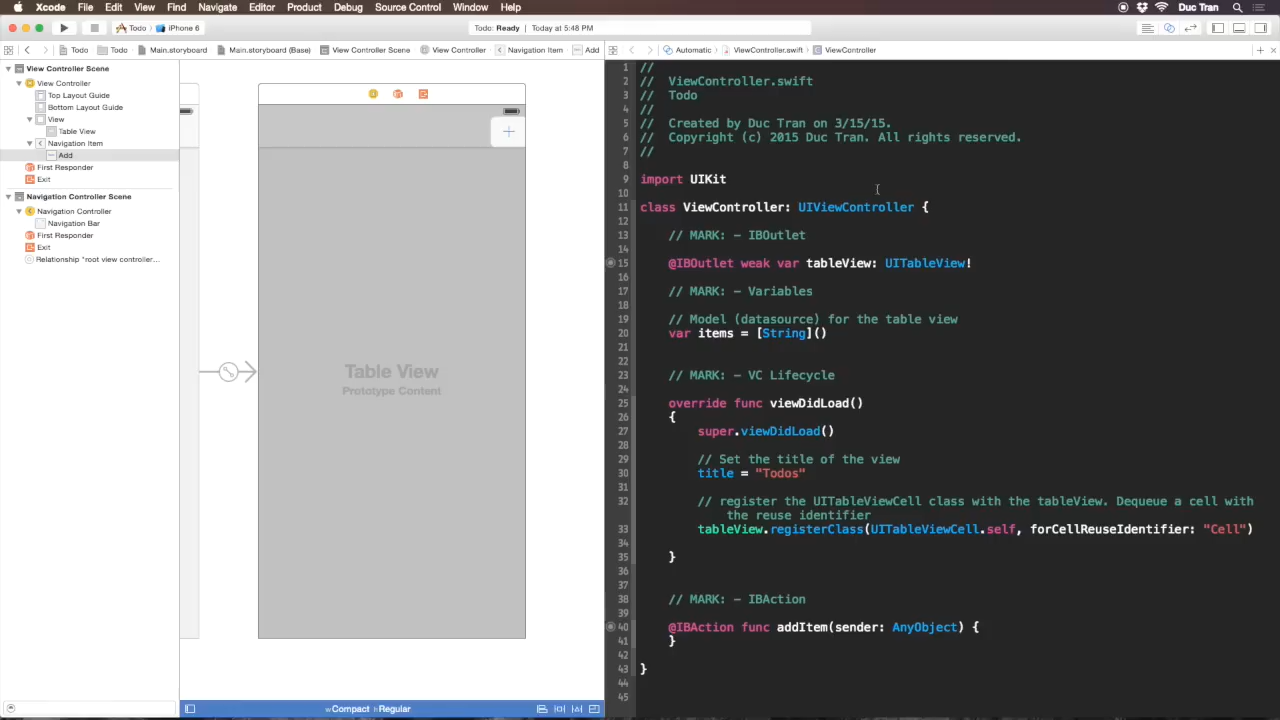 Xcode File Edit View Find Navigate Editor Product Debug Source Control Window Help Duc Tran
Todo iPhone 6 Todo: Ready Today at 5:48 PM
Todo Todo Main.storyboard Main.storyboard (Base) View Controller Scene View Controller Navigation Item Add
Automatic ViewController.swift ViewController
View Controller Scene
View Controller
Top Layout Guide
Bottom Layout Guide
View
Table View
Navigation Item
Add
First Responder
Exit
Navigation Controller Scene
Navigation Controller
Navigation Bar
First Responder
Exit
Relationship "root view controller...
Table View
Prototype Content
wCompact hRegular
1 //
2 // ViewController.swift
3 // Todo
4 //
5 // Created by Duc Tran on 3/15/15.
6 // Copyright (c) 2015 Duc Tran. All rights reserved.
7 //
8
9 import UIKit
10
11 class ViewController: UIViewController {
12
13 // MARK: - IBOutlet
14
15 @IBOutlet weak var tableView: UITableView!
16
17 // MARK: - Variables
18
19 // Model (datasource) for the table view
20 var items = [String]()
21
22
23 // MARK: - VC Lifecycle
24
25 override func viewDidLoad()
26 {
27 super.viewDidLoad()
28
29 // Set the title of the view
30 title = "Todos"
31
32 // register the UITableViewCell class with the tableView. Dequeue a cell with
the reuse identifier
33 tableView.registerClass(UITableViewCell.self, forCellReuseIdentifier: "Cell")
34
35 }
36
37
38 // MARK: - IBAction
39
40 @IBAction func addItem(sender: AnyObject) {
41 }
42
43 }
44
45